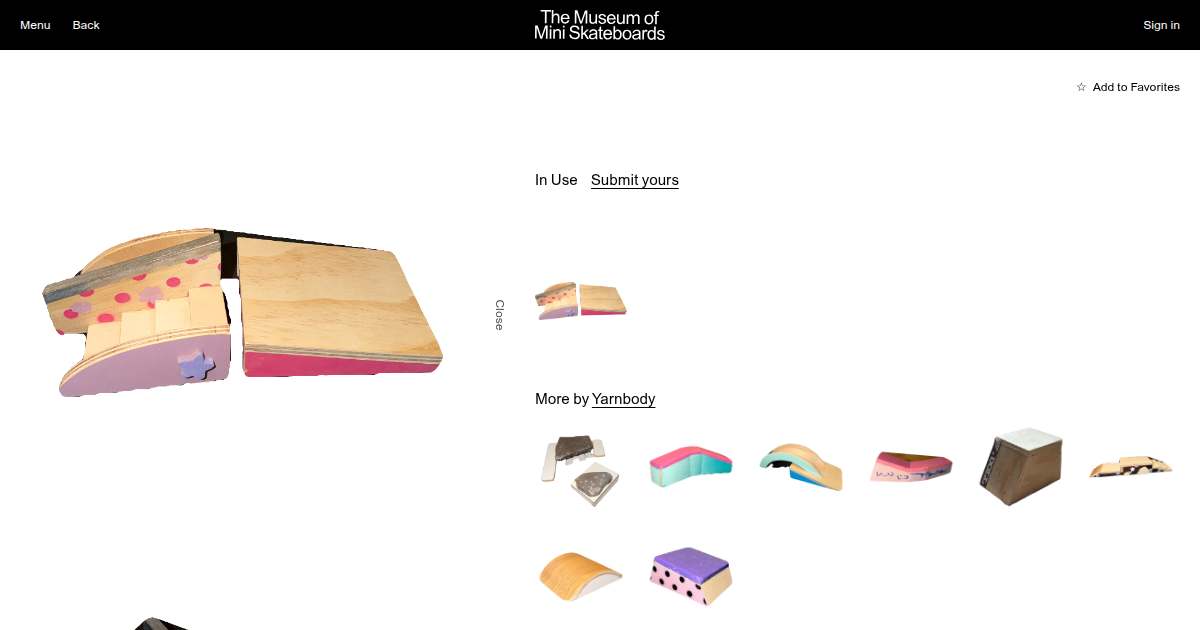 Menu
Back
The Museum of
Mini Skateboards
Sign in
☆ Add to Favorites
In Use
Submit yours
Close
More by Yarnbody